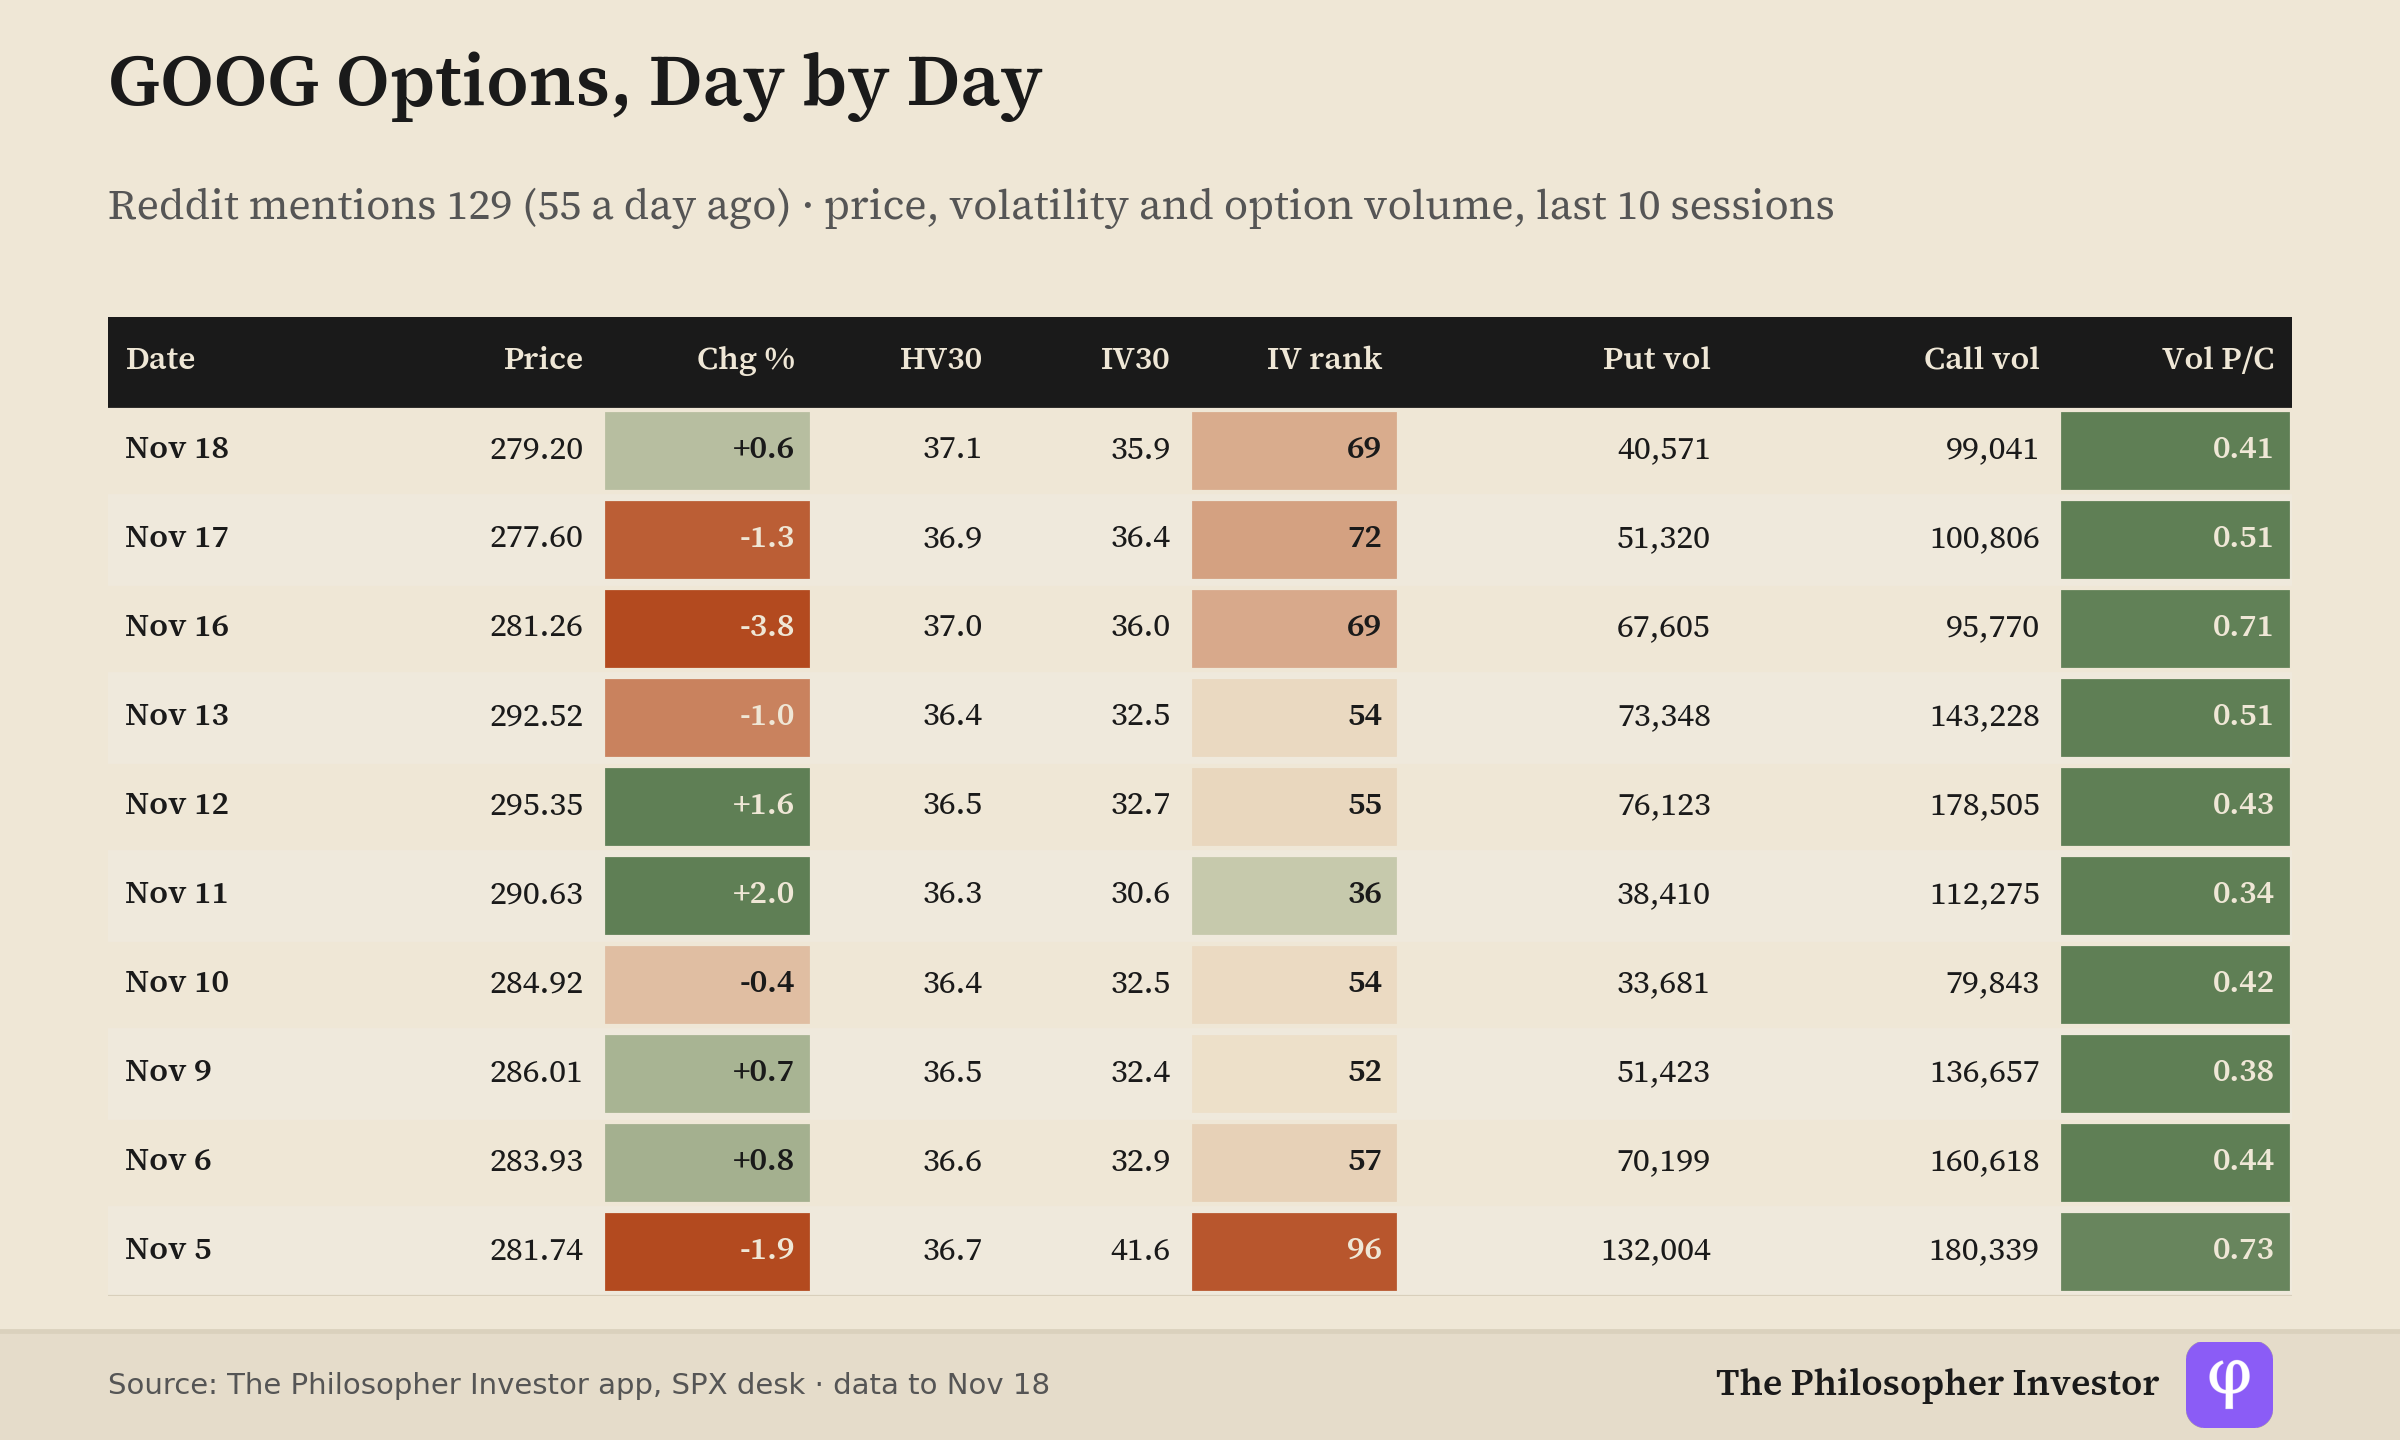 GOOG Options, Day by Day
Reddit mentions 129 (55 a day ago) · price, volatility and option volume, last 10 sessions
Date Price Chg % HV30 IV30 IV rank Put vol Call vol Vol P/C
Nov 18 279.20 +0.6 37.1 35.9 69 40,571 99,041 0.41
Nov 17 277.60 -1.3 36.9 36.4 72 51,320 100,806 0.51
Nov 16 281.26 -3.8 37.0 36.0 69 67,605 95,770 0.71
Nov 13 292.52 -1.0 36.4 32.5 54 73,348 143,228 0.51
Nov 12 295.35 +1.6 36.5 32.7 55 76,123 178,505 0.43
Nov 11 290.63 +2.0 36.3 30.6 36 38,410 112,275 0.34
Nov 10 284.92 -0.4 36.4 32.5 54 33,681 79,843 0.42
Nov 9 286.01 +0.7 36.5 32.4 52 51,423 136,657 0.38
Nov 6 283.93 +0.8 36.6 32.9 57 70,199 160,618 0.44
Nov 5 281.74 -1.9 36.7 41.6 96 132,004 180,339 0.73
Source: The Philosopher Investor app, SPX desk · data to Nov 18
The Philosopher Investor φ